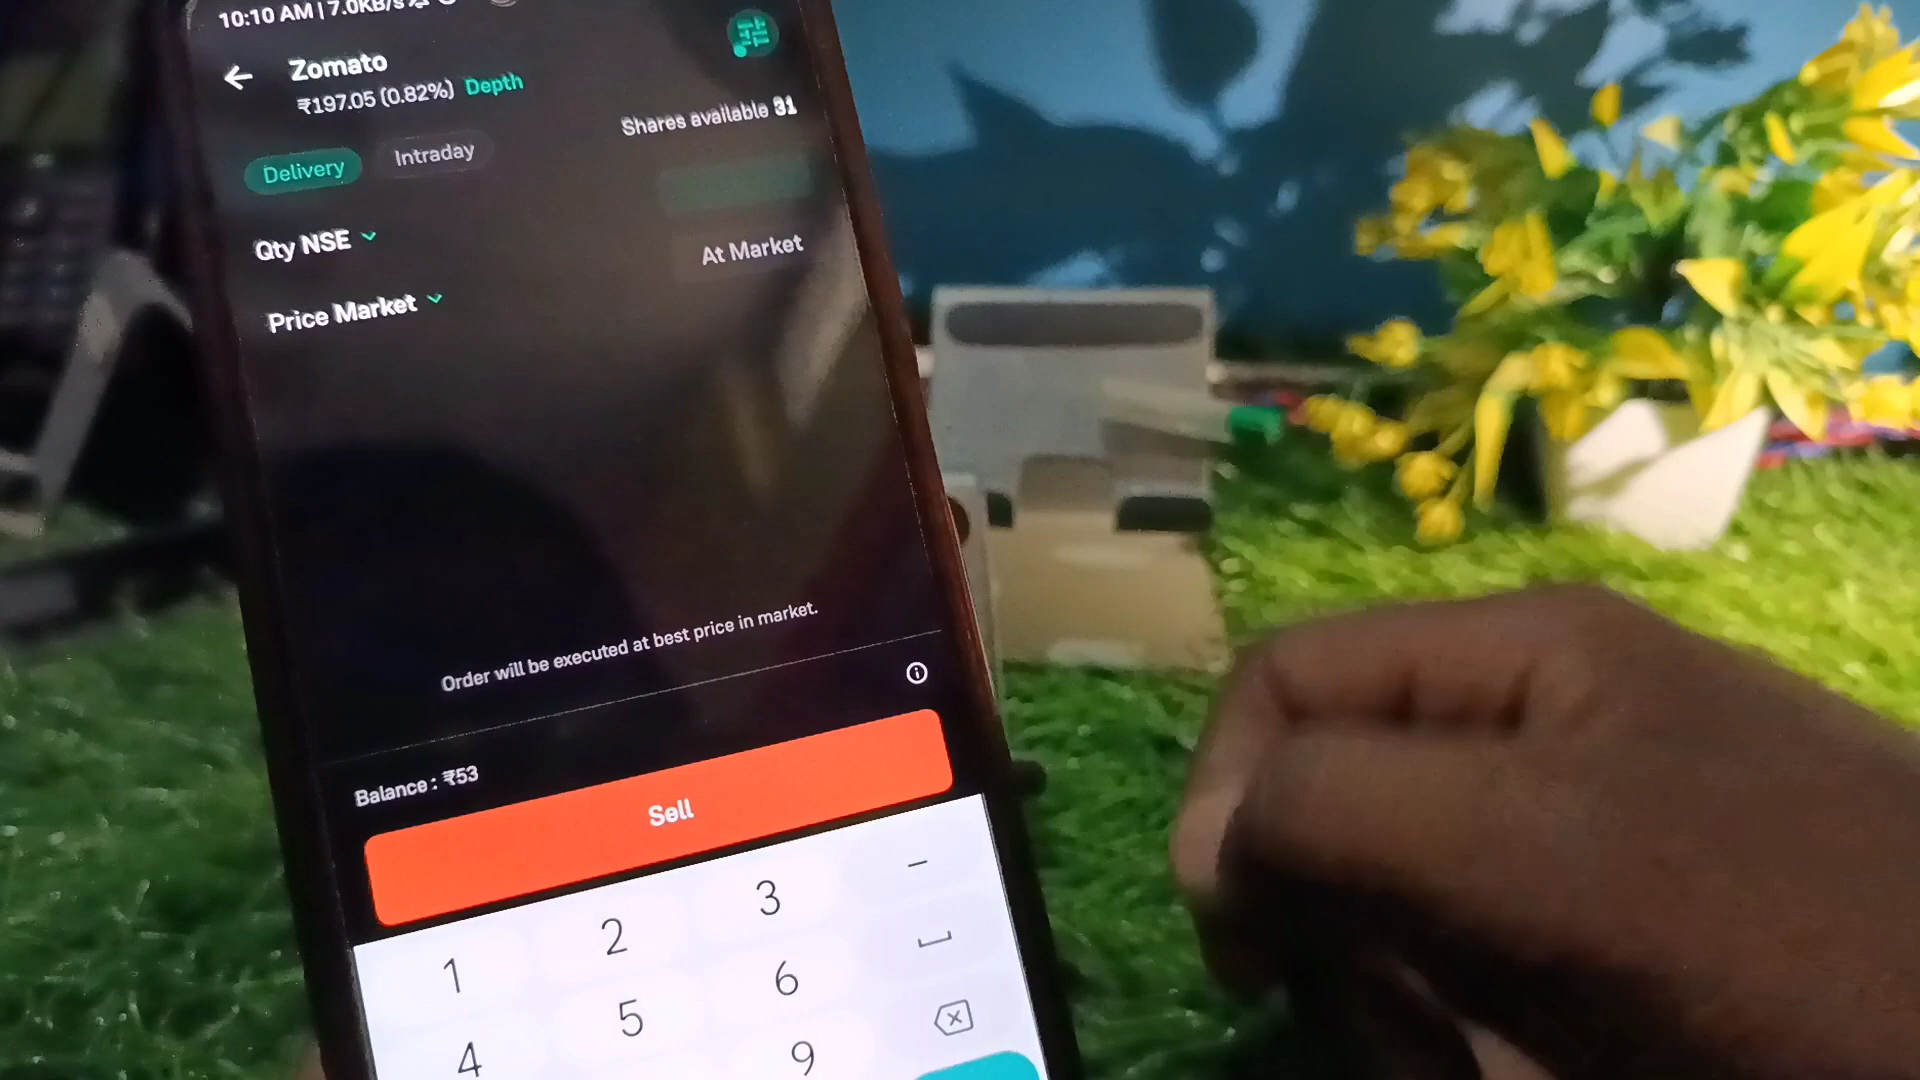 10:10 AM | 7.0KB/s
Zomato
₹197.05 (0.82%) Depth
Shares available 31
Delivery
Intraday
Qty NSE
At Market
Price Market
Order will be executed at best price in market.
Balance : ₹53
Sell
1 2 3 –
4 5 6
9